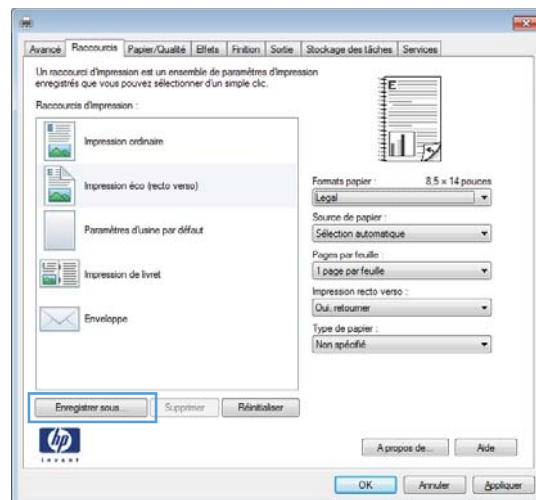 Avancé Raccourcis Papier/Qualité Effets Finition Sortie Stockage des tâches Services
Un raccourci d'impression est un ensemble de paramètres d'impression
enregistrés que vous pouvez sélectionner d'un simple clic.
Raccourcis d'impression :
Impression ordinaire
Impression éco (recto verso)
Paramètres d'usine par défaut
Impression de livret
Enveloppe
E
Formats papier : 8,5 × 14 pouces
Legal
Source de papier :
Sélection automatique
Pages par feuille :
1 page par feuille
Impression recto verso :
Oui, retourner
Type de papier :
Non spécifié
Enregistrer sous... Supprimer Réinitialiser
hp
invent
A propos de... Aide
OK Annuler Appliquer